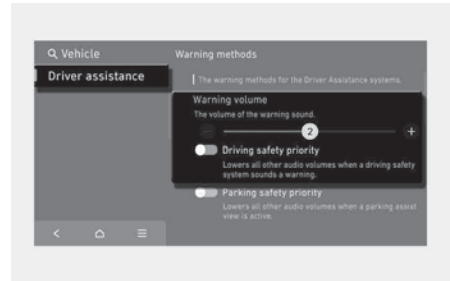 Vehicle
Warning methods
Driver assistance
The warning methods for the Driver Assistance systems.
Warning volume
The volume of the warning sound.
2
Driving safety priority
Lowers all other audio volumes when a driving safety
system sounds a warning.
Parking safety priority
Lowers all other audio volumes when a parking assist
view is active.